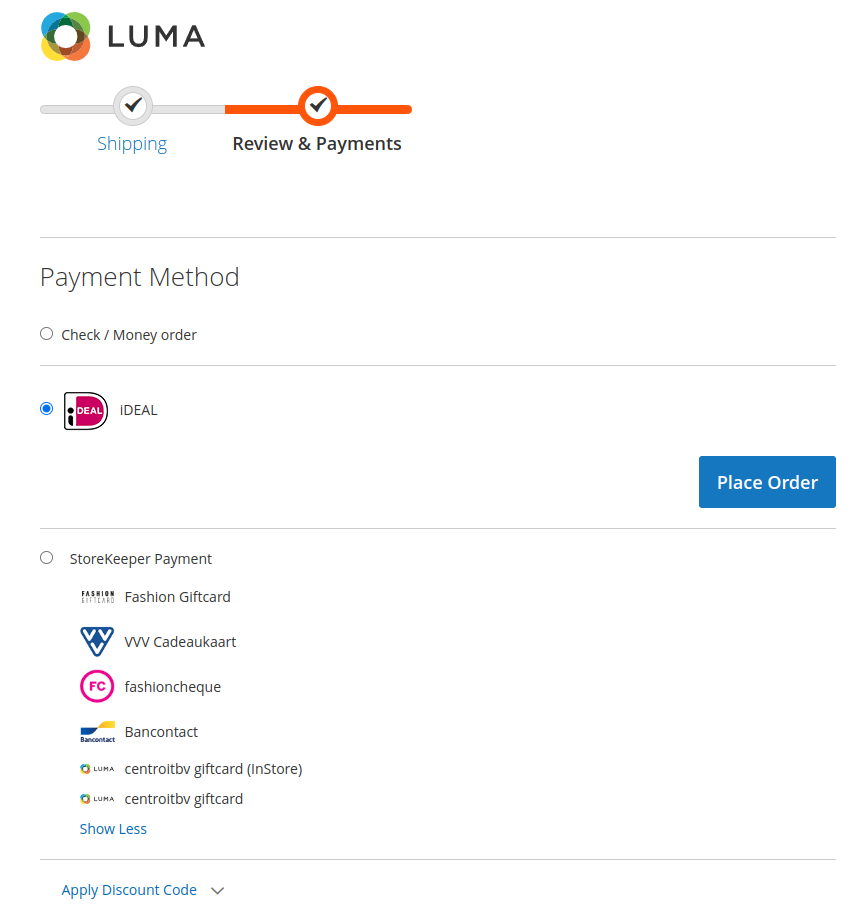 LUMA
Shipping
Review & Payments
Payment Method
Check / Money order
iDEAL
iDEAL
Place Order
StoreKeeper Payment
FASHION
GIFTCARD
Fashion Giftcard
VVV
VVV Cadeaukaart
FC
fashioncheque
Bancontact
Bancontact
LUMA
centroitbv giftcard (InStore)
LUMA
centroitbv giftcard
Show Less
Apply Discount Code